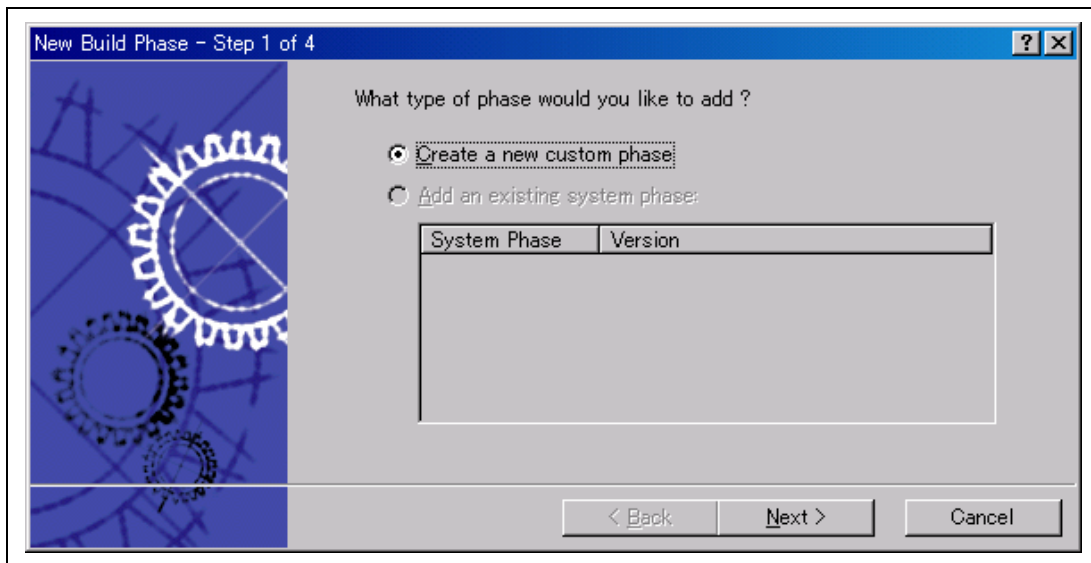 New Build Phase - Step 1 of 4
What type of phase would you like to add ?
Create a new custom phase
Add an existing system phase:
System Phase Version
< Back Next > Cancel